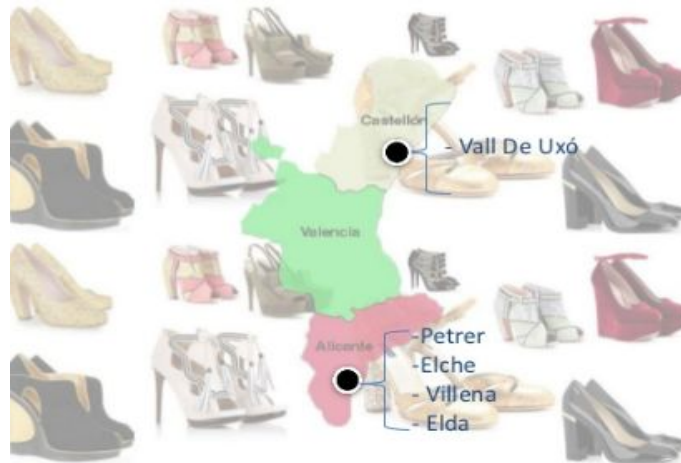 Castellón
- Vall De Uxó
Valencia
Alicante
-Petrer
-Elche
- Villena
- Elda